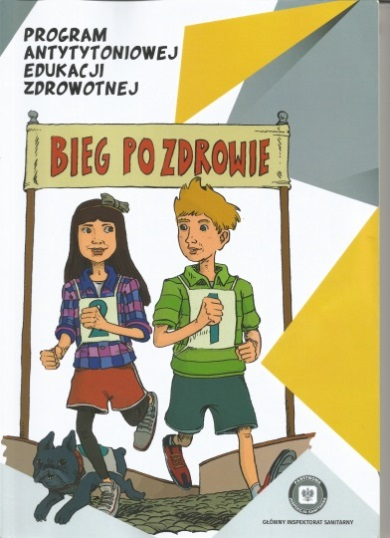 PROGRAM
ANTYTYTONIOWEJ
EDUKACJI
ZDROWOTNEJ
BIEG PO ZDROWIE
2
1
GŁÓWNY INSPEKTORAT SANITARNY